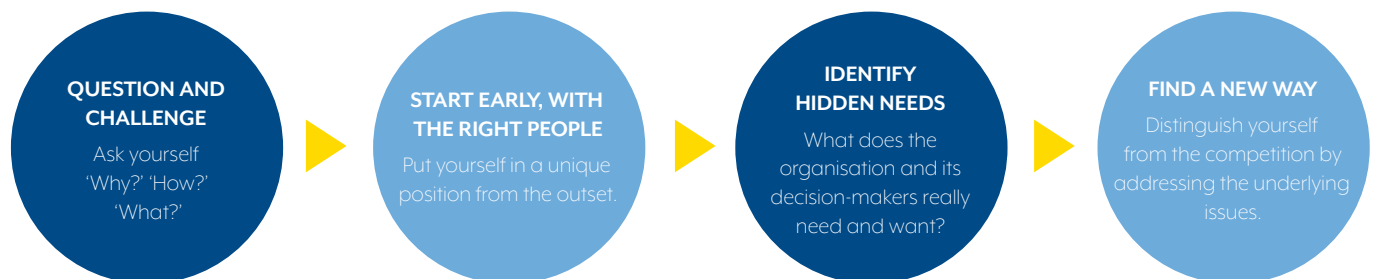 QUESTION AND
CHALLENGE
Ask yourself
‘Why?’ ‘How?’
‘What?’
START EARLY, WITH
THE RIGHT PEOPLE
Put yourself in a unique
position from the outset.
IDENTIFY
HIDDEN NEEDS
What does the
organisation and its
decision-makers really
need and want?
FIND A NEW WAY
Distinguish yourself
from the competition by
addressing the underlying
issues.